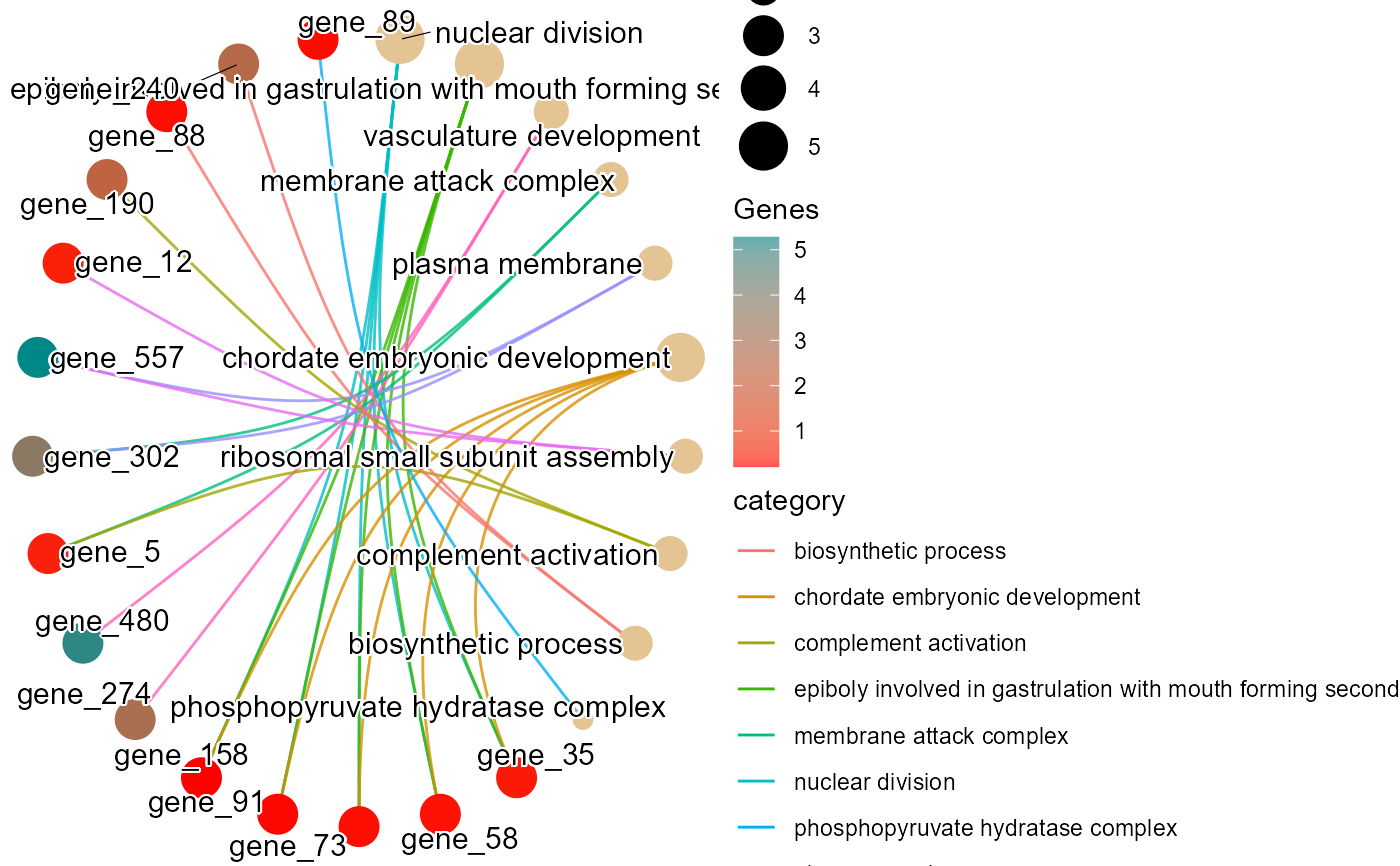 gene_89
nuclear division
gene_240
involved in gastrulation with mouth forming
gene_88
vasculature development
membrane attack complex
gene_190
gene_12
plasma membrane
gene_557
chordate embryonic development
gene_302
ribosomal small subunit assembly
gene_5
complement activation
gene_480
biosynthetic process
gene_274
phosphopyruvate hydratase complex
gene_158
gene_35
gene_91
gene_73
gene_58
3
4
5
Genes
5
4
3
2
1
category
biosynthetic process
chordate embryonic development
complement activation
epiboly involved in gastrulation with mouth forming second
membrane attack complex
nuclear division
phosphopyruvate hydratase complex